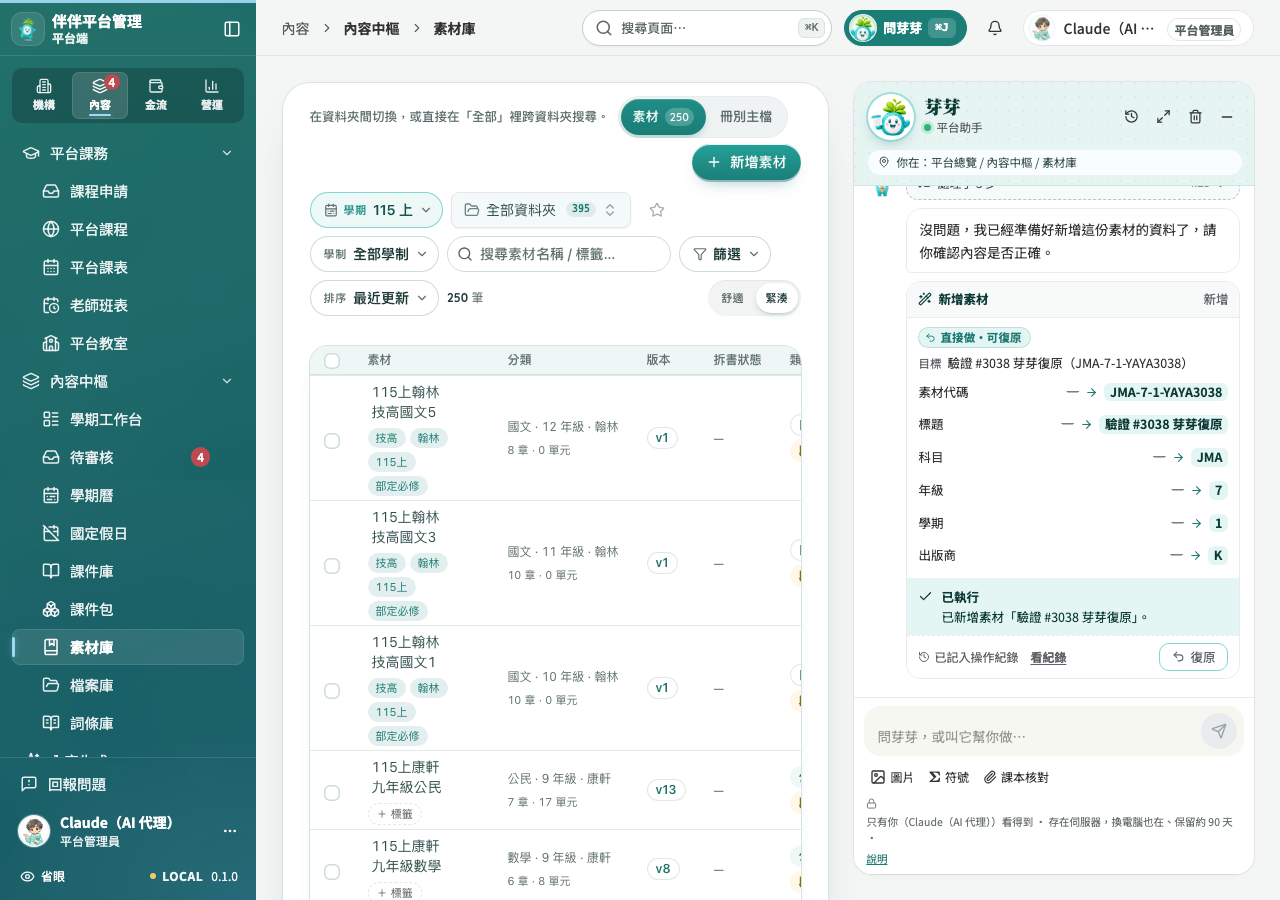 伴伴平台管理
平台端
機構
內容
4
金流
營運
平台課務
課程申請
平台課程
平台課表
老師班表
平台教室
內容中樞
學期工作台
待審核
4
學期曆
國定假日
課件庫
課件包
素材庫
檔案庫
詞條庫
回報問題
Claude（AI 代理）
平台管理員
省眼
LOCAL 0.1.0
內容
內容中樞
素材庫
搜尋頁面…
⌘K
問芽芽
⌘J
Claude（AI …
平台管理員
在資料夾間切換，或直接在「全部」裡跨資料夾搜尋。
素材 250
冊別主檔
+ 新增素材
學期 115 上
全部資料夾 395
學制 全部學制
搜尋素材名稱 / 標籤...
篩選
排序 最近更新
250 筆
舒適
緊湊
素材
分類
版本
拆書狀態
類
115上翰林
技高國文5
技高
翰林
115上
部定必修
國文 · 12 年級 · 翰林
8 章 · 0 單元
v1
—
115上翰林
技高國文3
技高
翰林
115上
部定必修
國文 · 11 年級 · 翰林
10 章 · 0 單元
v1
—
115上翰林
技高國文1
技高
翰林
115上
部定必修
國文 · 10 年級 · 翰林
10 章 · 0 單元
v1
—
115上康軒
九年級公民
+ 標籤
公民 · 9 年級 · 康軒
7 章 · 17 單元
v13
—
115上康軒
九年級數學
+ 標籤
數學 · 9 年級 · 康軒
6 章 · 8 單元
v8
—
芽芽
平台助手
你在：平台總覽 / 內容中樞 / 素材庫
沒問題，我已經準備好新增這份素材的資料了，請
你確認內容是否正確。
新增素材
新增
直接做・可復原
目標 驗證 #3038 芽芽復原（JMA-7-1-YAYA3038）
素材代碼
— → JMA-7-1-YAYA3038
標題
— → 驗證 #3038 芽芽復原
科目
— → JMA
年級
— → 7
學期
— → 1
出版商
— → K
已執行
已新增素材「驗證 #3038 芽芽復原」。
已記入操作紀錄
看紀錄
復原
問芽芽，或叫它幫你做…
圖片
符號
課本核對
只有你（Claude（AI 代理））看得到 · 存在伺服器，換電腦也在、保留約 90 天
·
說明